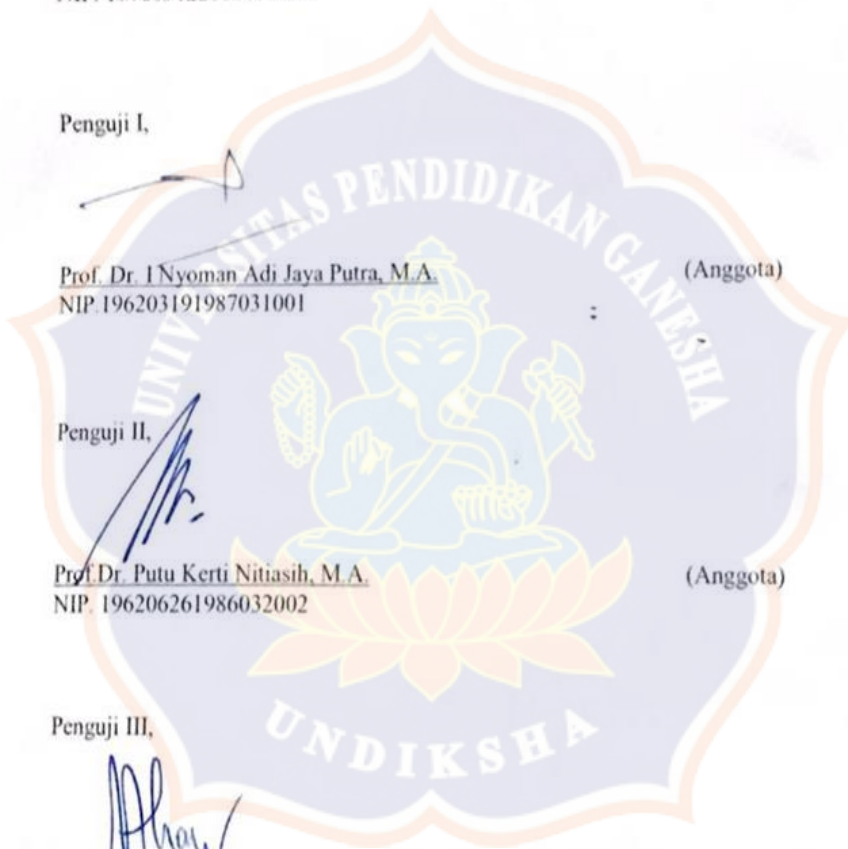 Penguji I,
Prof. Dr. I Nyoman Adi Jaya Putra, M.A.
(Anggota)
NIP.196203191987031001
UNIVERSITAS PENDIDIKAN GANESHA
Penguji II,
Prof.Dr. Putu Kerti Nitiasih, M.A.
(Anggota)
NIP. 196206261986032002
UNDIKSHA
Penguji III,